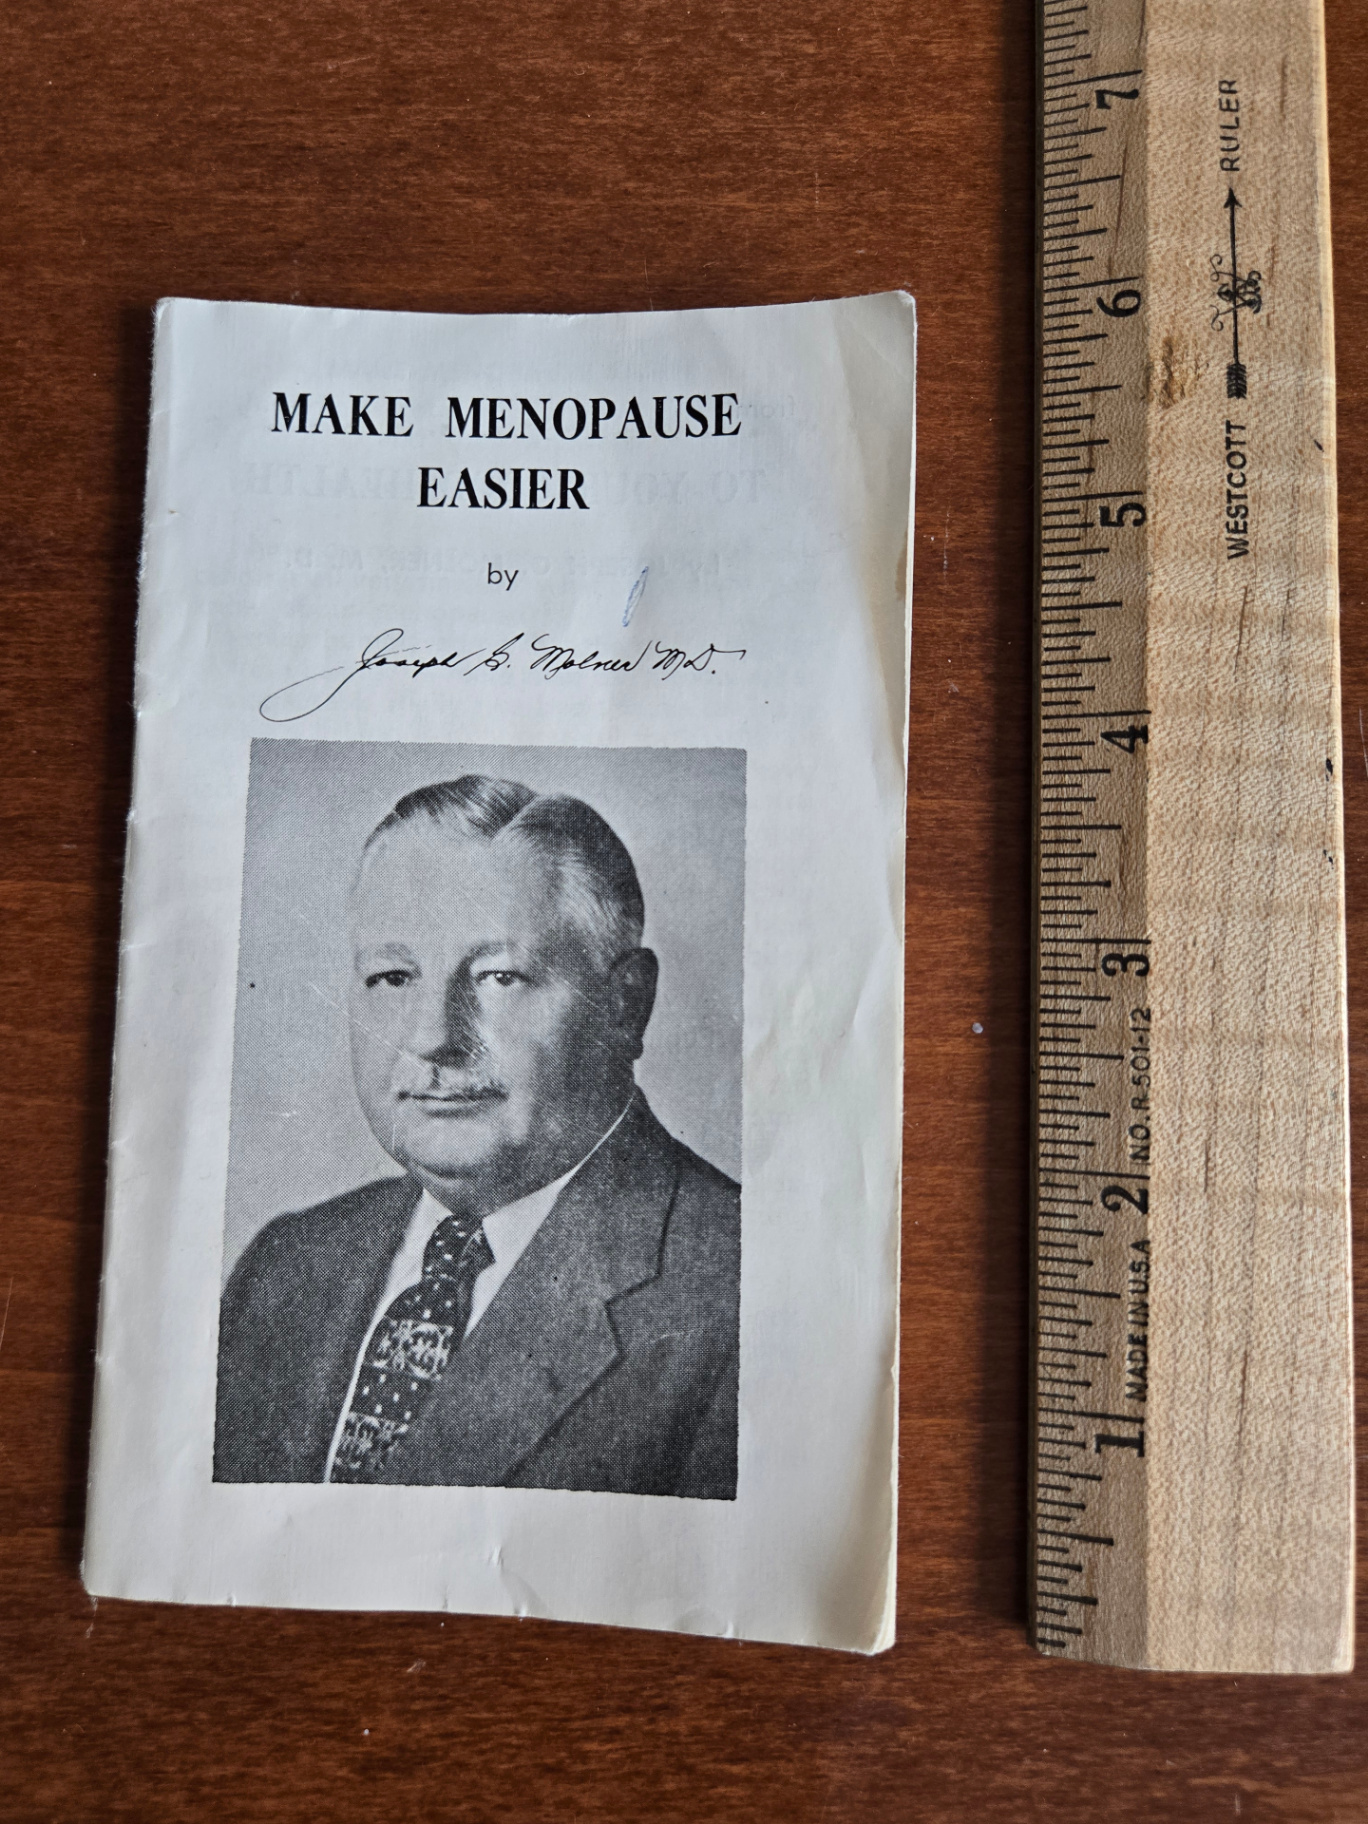 MAKE MENOPAUSE
EASIER
by
Joseph G. Molner M.D.
1
2
3
4
5
6
7
MADE IN U.S.A.
NO. R-501-12
WESTCOTT
RULER